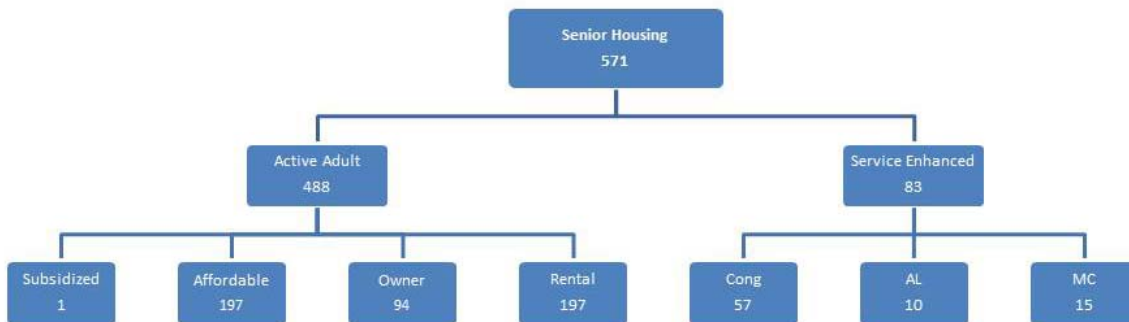 Senior Housing
571
Active Adult
488
Service Enhanced
83
Subsidized
1
Affordable
197
Owner
94
Rental
197
Cong
57
AL
10
MC
15